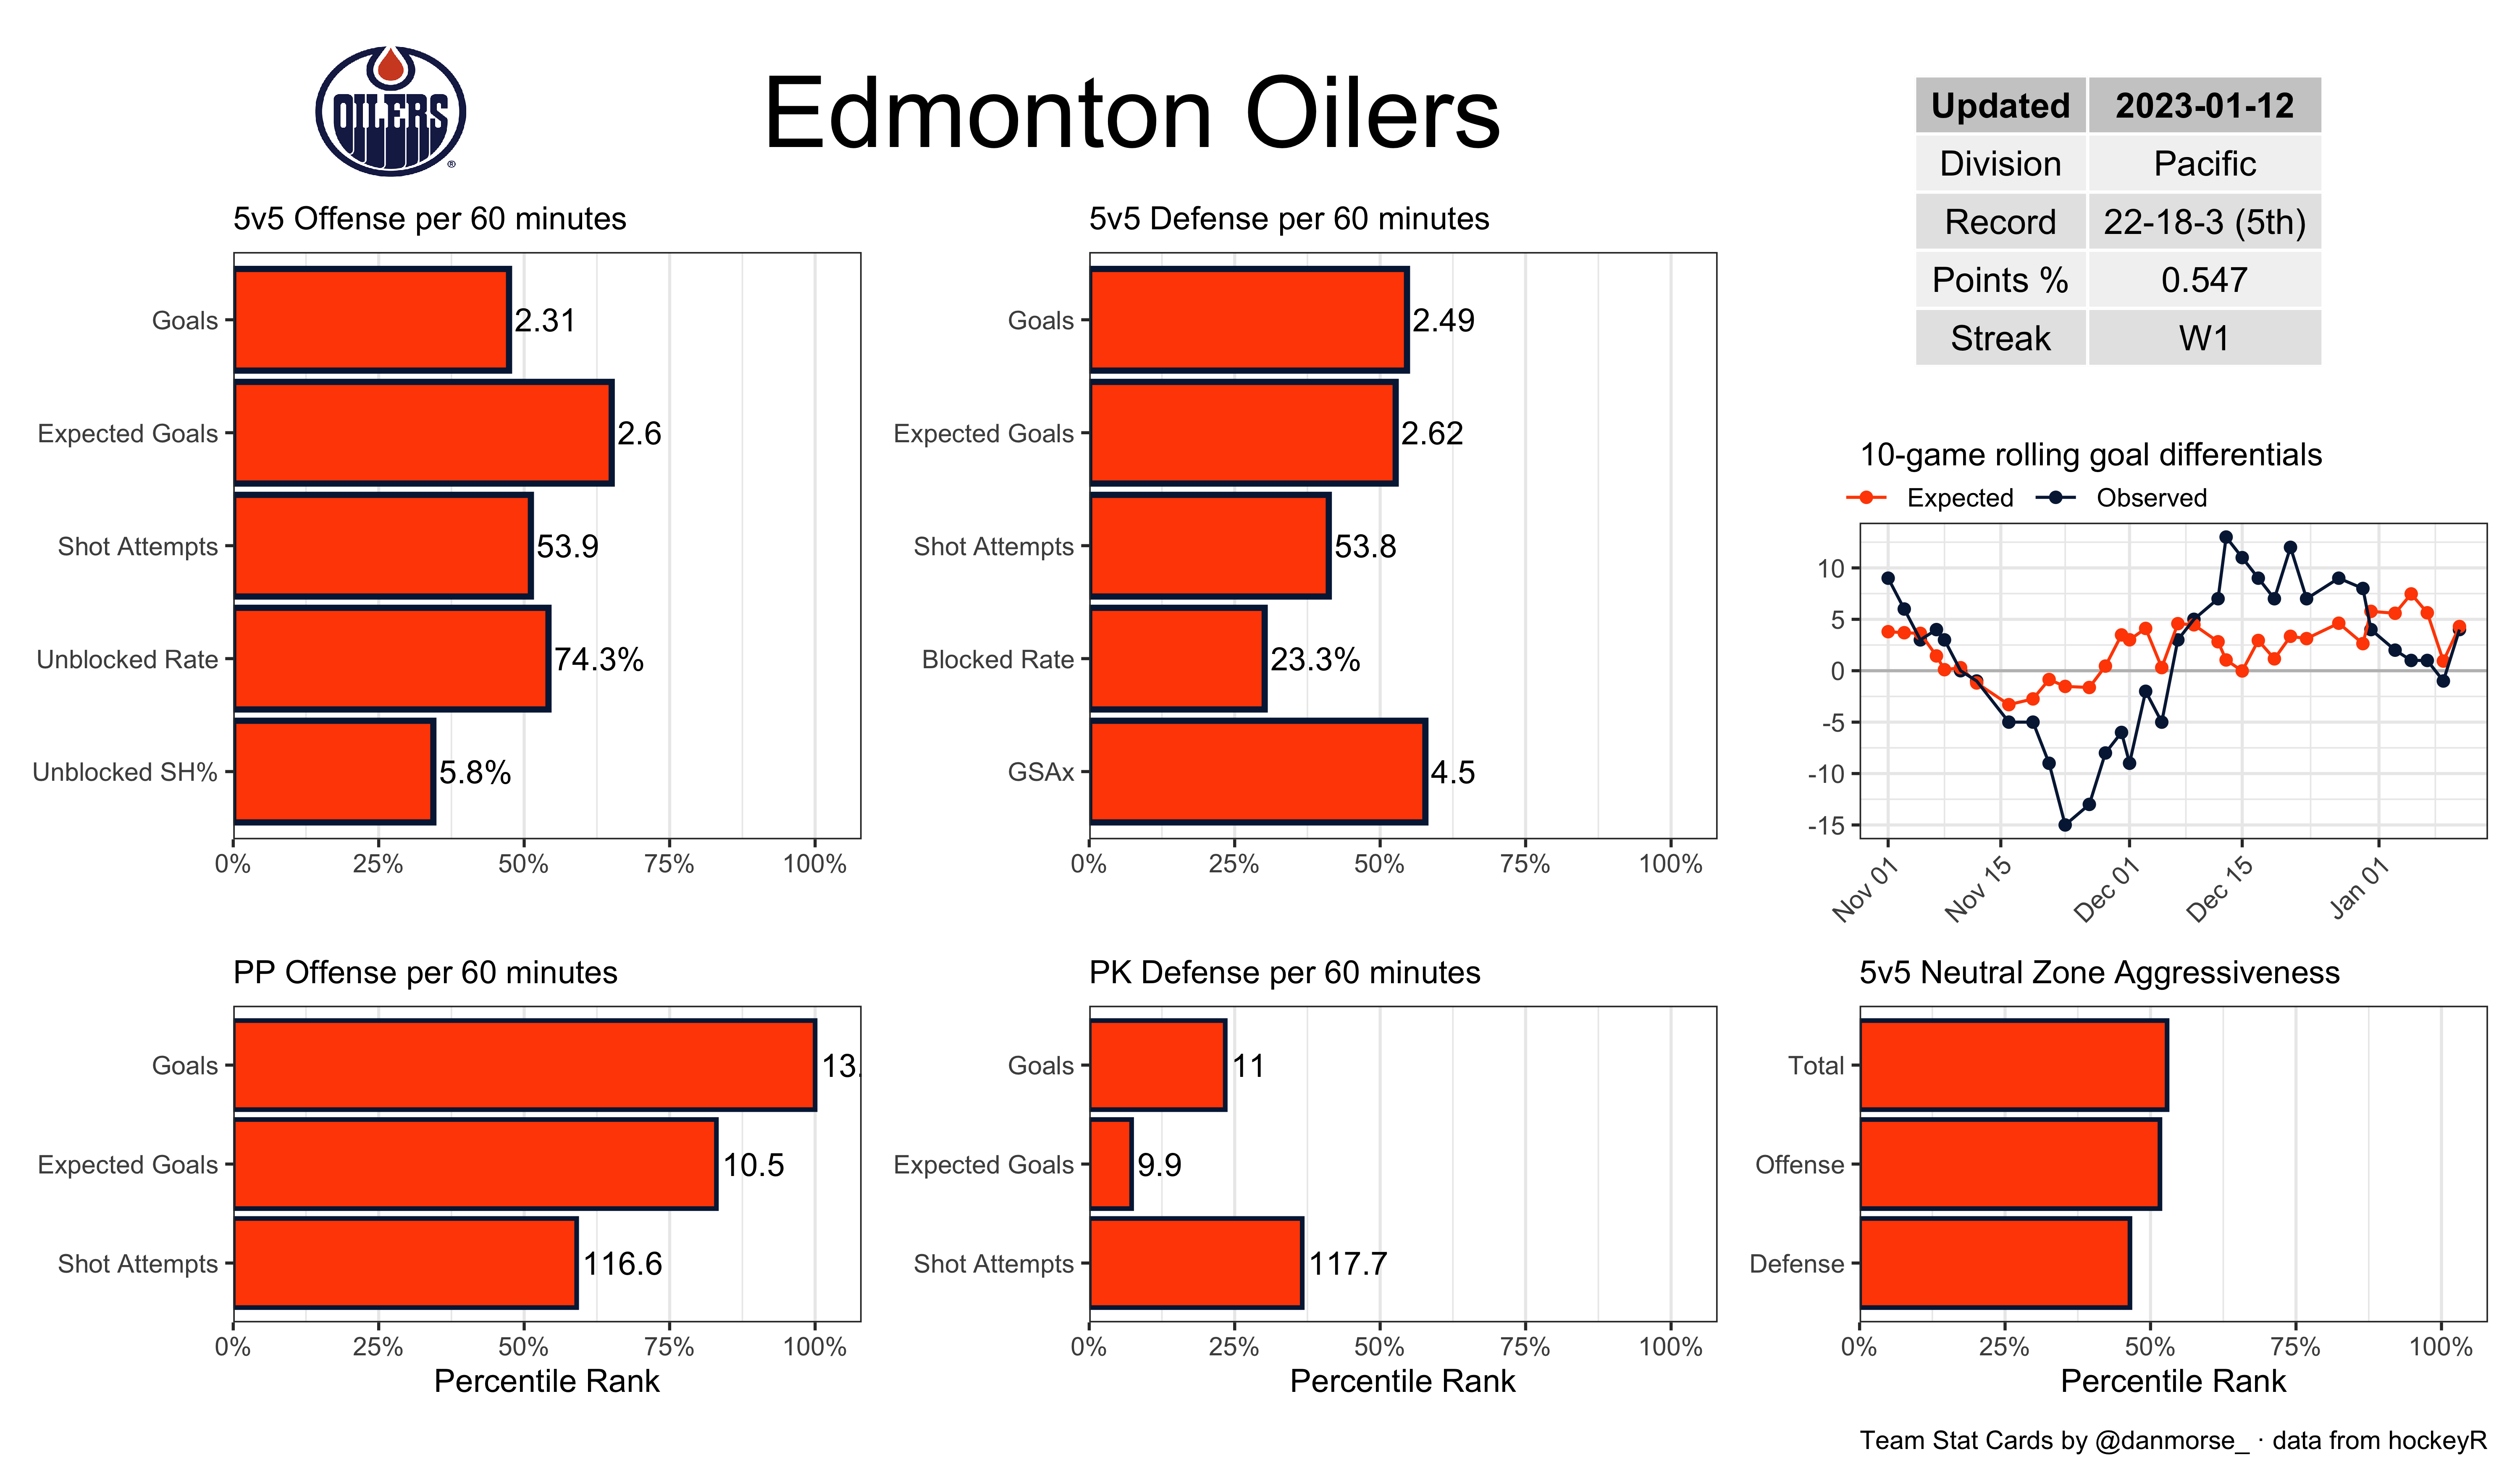 OILERS
®
Edmonton Oilers
Updated 2023-01-12
Division Pacific
Record 22-18-3 (5th)
Points % 0.547
Streak W1
5v5 Offense per 60 minutes
Goals 2.31
Expected Goals 2.6
Shot Attempts 53.9
Unblocked Rate 74.3%
Unblocked SH% 5.8%
0% 25% 50% 75% 100%
5v5 Defense per 60 minutes
Goals 2.49
Expected Goals 2.62
Shot Attempts 53.8
Blocked Rate 23.3%
GSAx 4.5
0% 25% 50% 75% 100%
10-game rolling goal differentials
Expected Observed
10
5
0
-5
-10
-15
Nov 01 Nov 15 Dec 01 Dec 15 Jan 01
PP Offense per 60 minutes
Goals 13.
Expected Goals 10.5
Shot Attempts 116.6
0% 25% 50% 75% 100%
Percentile Rank
PK Defense per 60 minutes
Goals 11
Expected Goals 9.9
Shot Attempts 117.7
0% 25% 50% 75% 100%
Percentile Rank
5v5 Neutral Zone Aggressiveness
Total
Offense
Defense
0% 25% 50% 75% 100%
Percentile Rank
Team Stat Cards by @danmorse_ · data from hockeyR